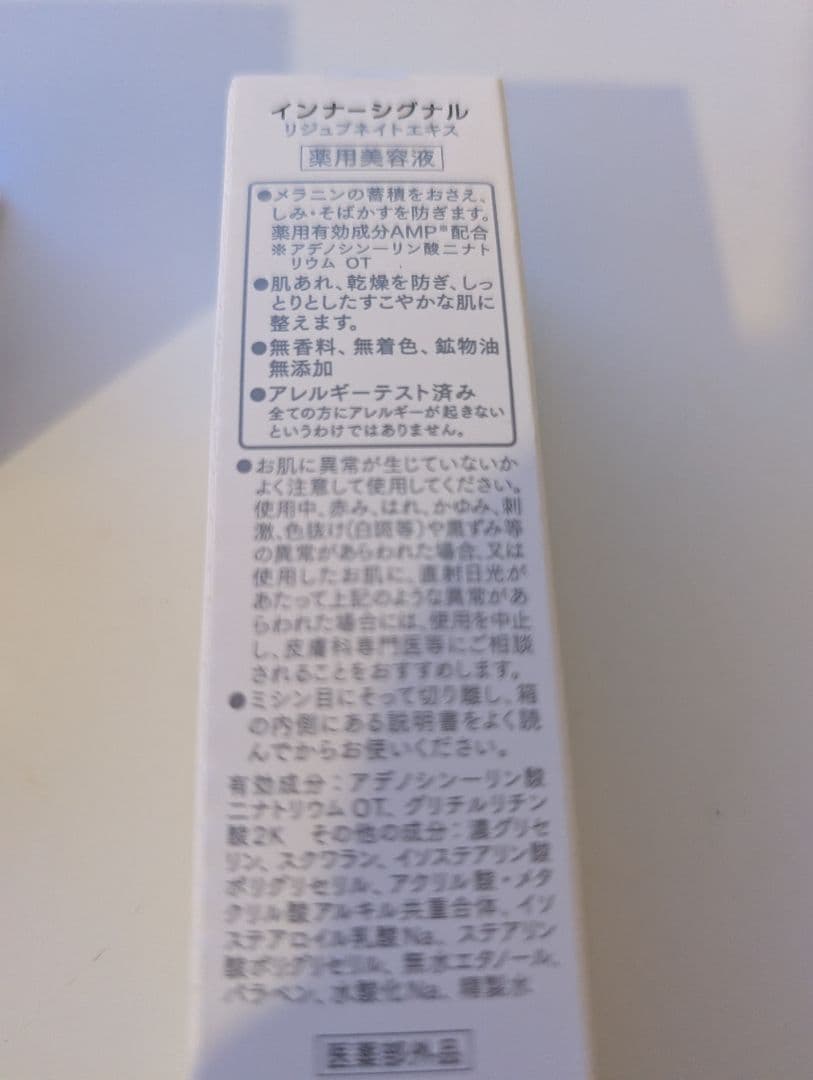 インナーシグナル
リジュブネイトエキス
薬用美容液
●メラニンの蓄積をおさえ、
しみ・そばかすを防ぎます。
薬用有効成分AMP※配合
※アデノシン一リン酸二ナト
リウム OT
●肌あれ、乾燥を防ぎ、しっ
とりとしたすこやかな肌に
整えます。
●無香料、無着色、鉱物油
無添加
●アレルギーテスト済み
全ての方にアレルギーが起きない
というわけではありません。
●お肌に異常が生じていないか
よく注意して使用してください。
使用中、赤み、はれ、かゆみ、刺
激、色抜け(白斑等)や黒ずみ等
の異常があらわれた場合、又は
使用したお肌に、直射日光が
あたって上記のような異常があ
らわれた場合には、使用を中止
し、皮膚科専門医等にご相談
されることをおすすめします。
●ミシン目にそって切り離し、箱
の内側にある説明書をよく読
んでからお使いください。
有効成分：アデノシン一リン酸
二ナトリウムOT、グリチルリチン
酸2K　その他の成分：濃グリセ
リン、スクワラン、イソステアリン酸
ポリグリセリル、アクリル酸・メタ
クリル酸アルキル共重合体、イソ
ステアロイル乳酸Na、ステアリン
酸ポリグリセリル、無水エタノール、
パラベン、水酸化Na、精製水
医薬部外品